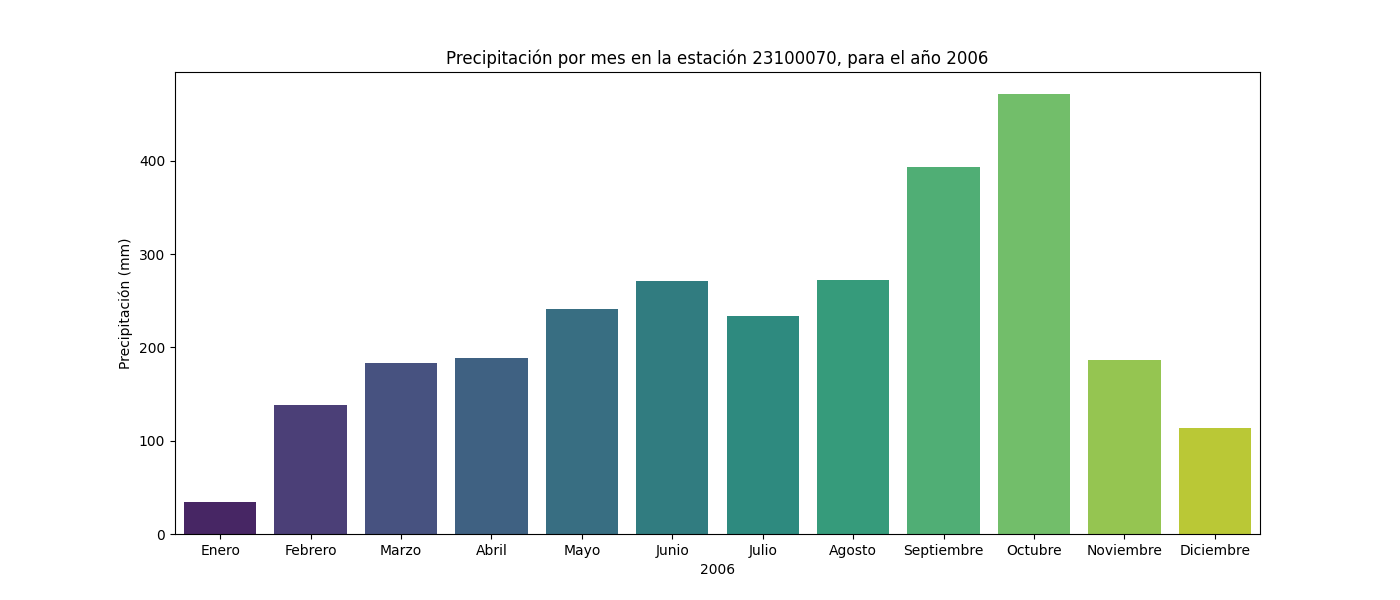 Precipitación por mes en la estación 23100070, para el año 2006
Precipitación (mm)
400
300
200
100
0
Enero Febrero Marzo Abril Mayo Junio Julio Agosto Septiembre Octubre Noviembre Diciembre
2006